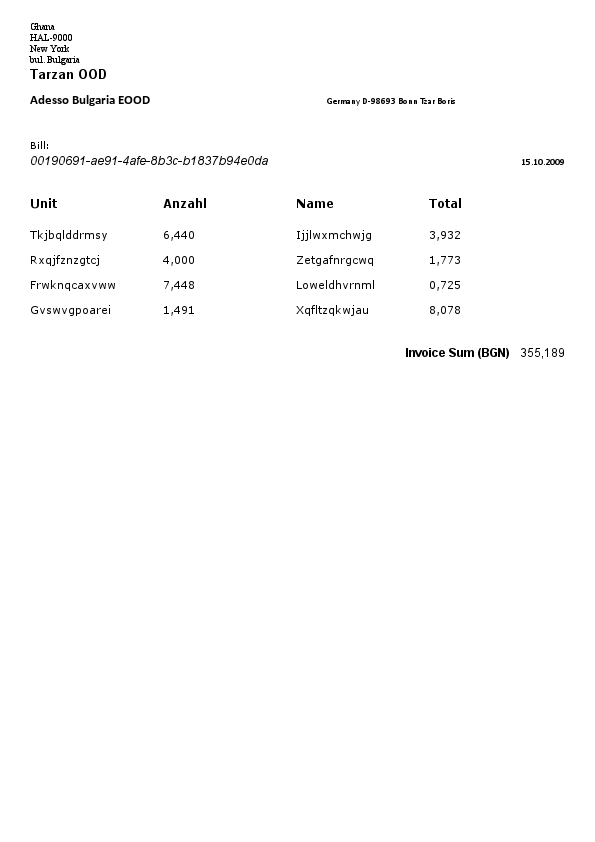 Ghana
HAL-9000
New York
bul. Bulgaria
Tarzan OOD
Adesso Bulgaria EOOD Germany D-98693 Bonn Tzar Boris
Bill:
00190691-ae91-4afe-8b3c-b1837b94e0da 15.10.2009
Unit Anzahl Name Total
Tkjbqlddrmsy 6,440 Ijjlwxmchwjg 3,932
Rxqjfznzgtcj 4,000 Zetgafnrgcwq 1,773
Frwknqcaxvww 7,448 Loweldhvrnml 0,725
Gvswvgpoarei 1,491 Xqfltzqkwjau 8,078
Invoice Sum (BGN) 355,189